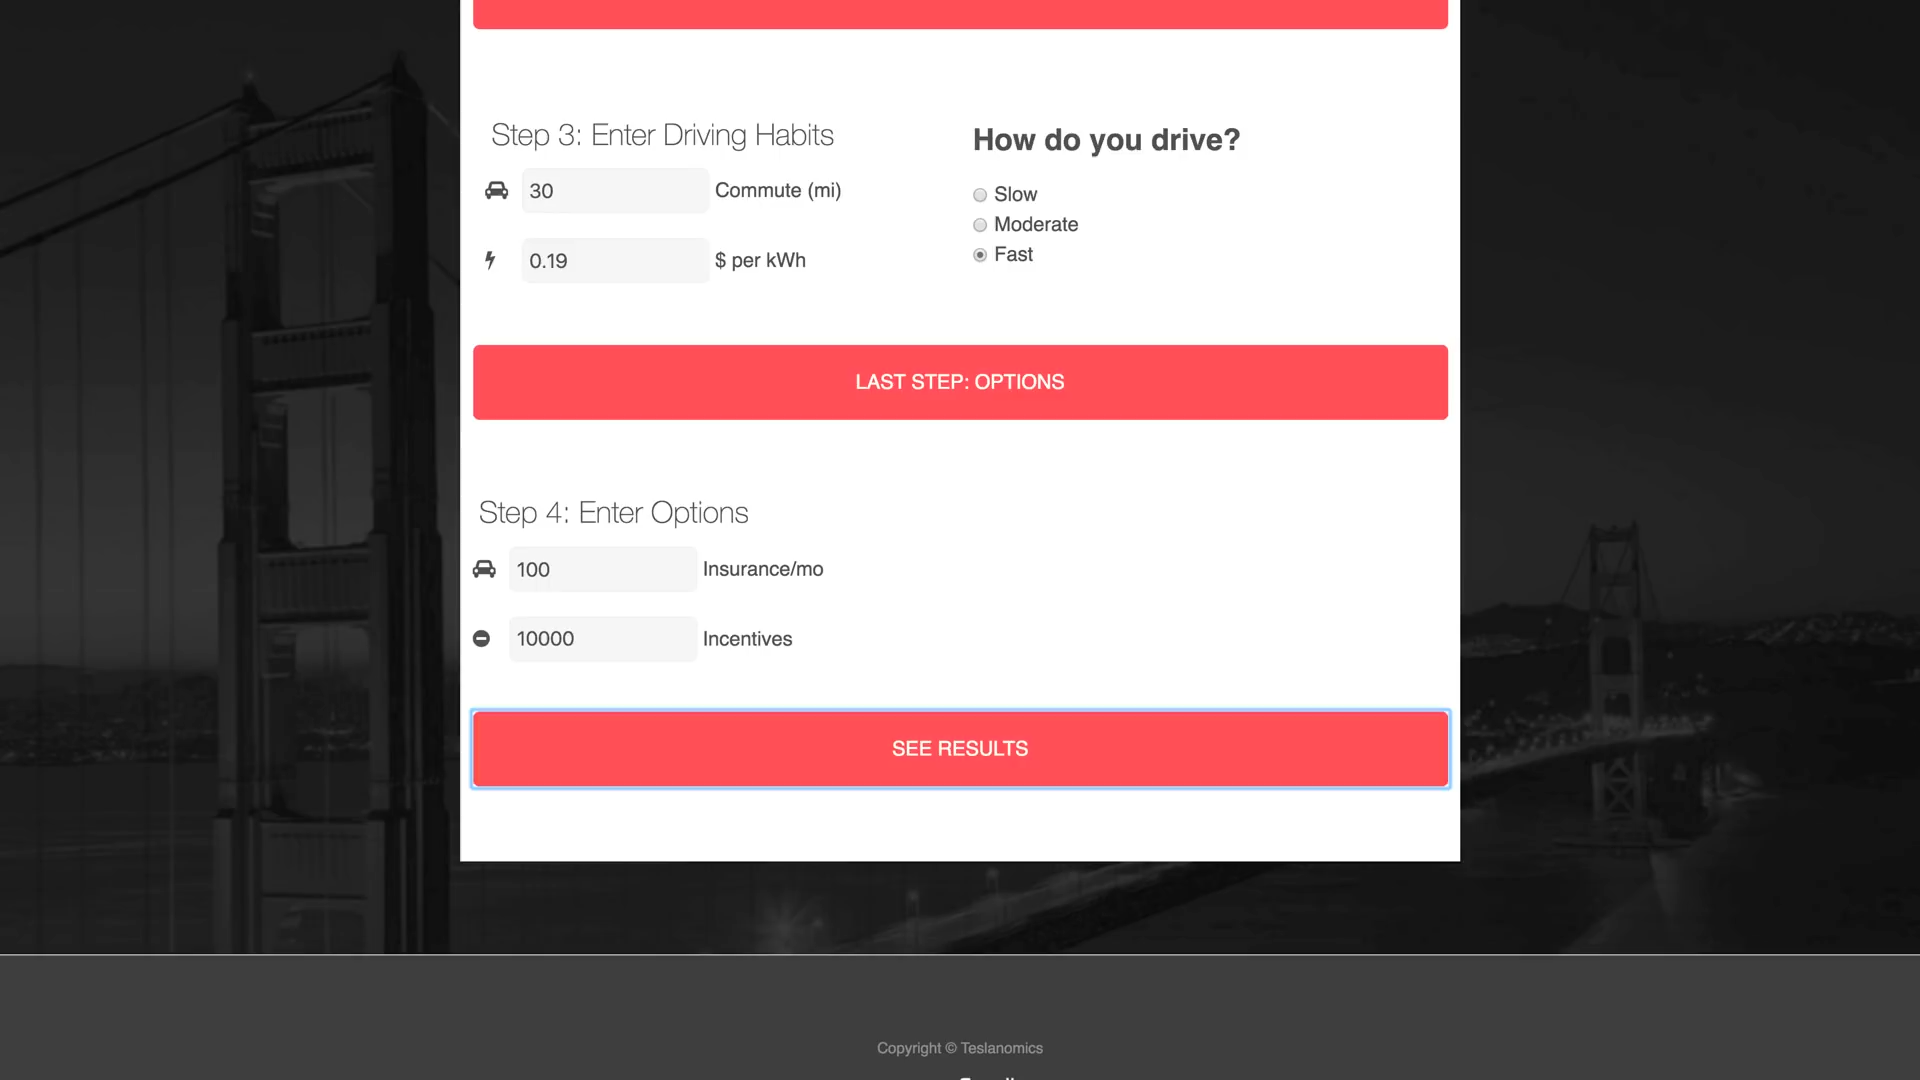 Step 3: Enter Driving Habits
30 Commute (mi)
0.19 $ per kWh
How do you drive?
Slow
Moderate
Fast
LAST STEP: OPTIONS
Step 4: Enter Options
100 Insurance/mo
10000 Incentives
SEE RESULTS
Copyright © Teslanomics